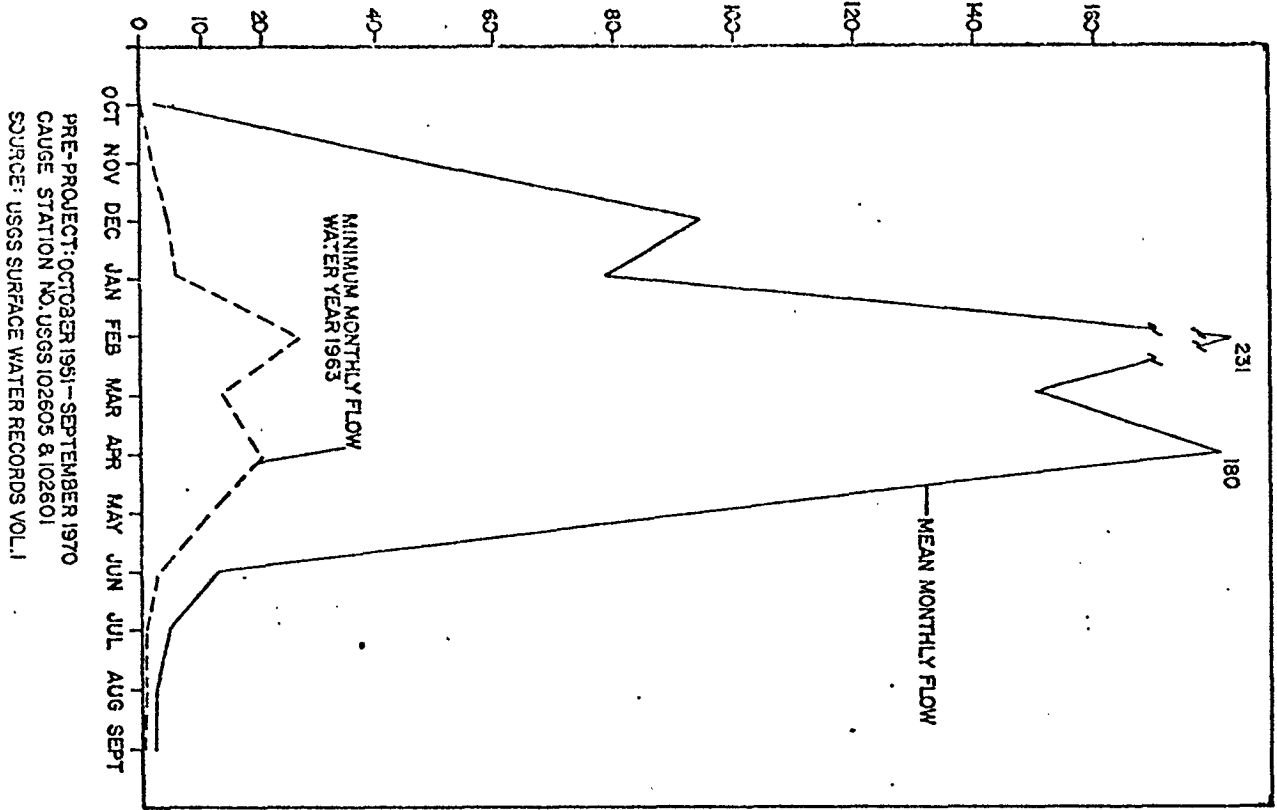 160
140
120
100
80
60
40
20
10
0
231
180
MEAN MONTHLY FLOW
MINIMUM MONTHLY FLOW
WATER YEAR 1963
OCT NOV DEC JAN FEB MAR APR MAY JUN JUL AUG SEPT
PRE-PROJECT: OCTOBER 1951-SEPTEMBER 1970
GAUGE STATION NO. USGS 102605 & 102601
SOURCE: USGS SURFACE WATER RECORDS VOL.1